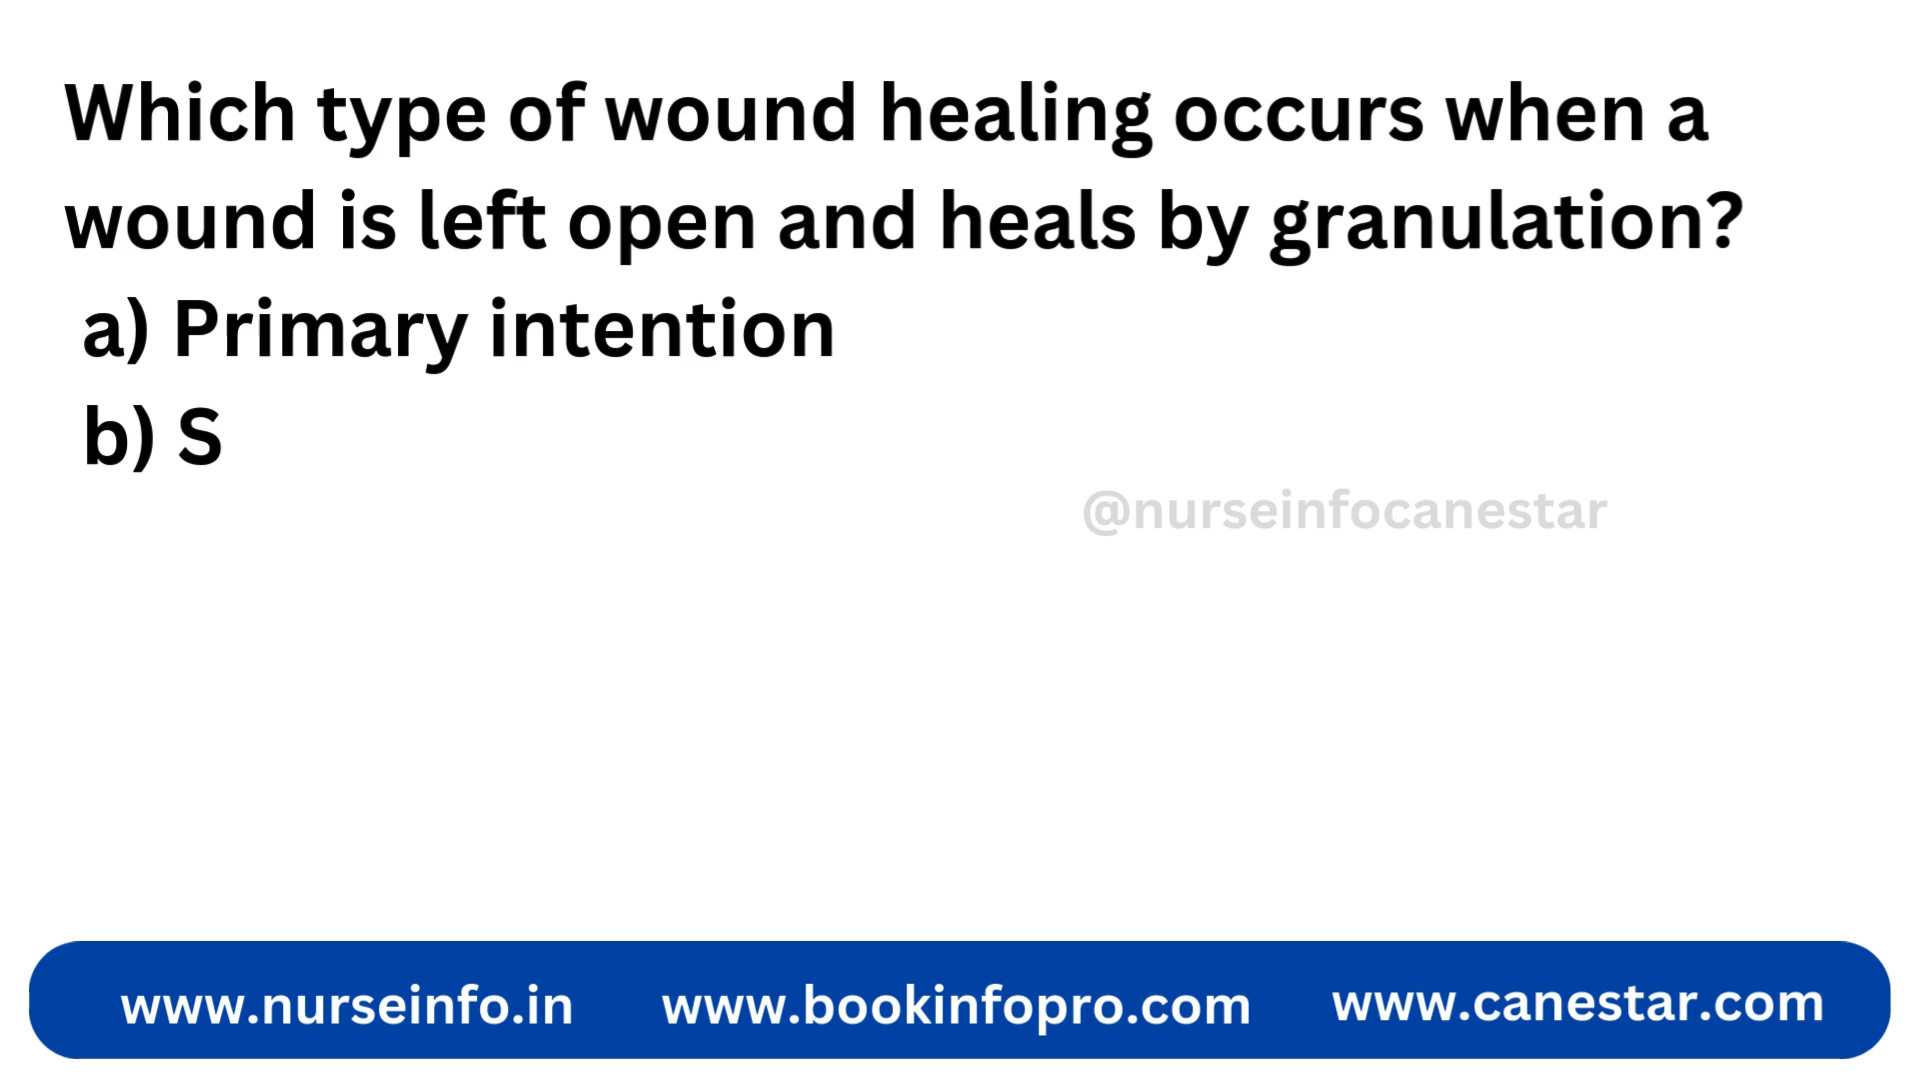 Which type of wound healing occurs when a
wound is left open and heals by granulation?
a) Primary intention
b) S
@nurseinfocanestar
www.nurseinfo.in www.bookinfopro.com www.canestar.com